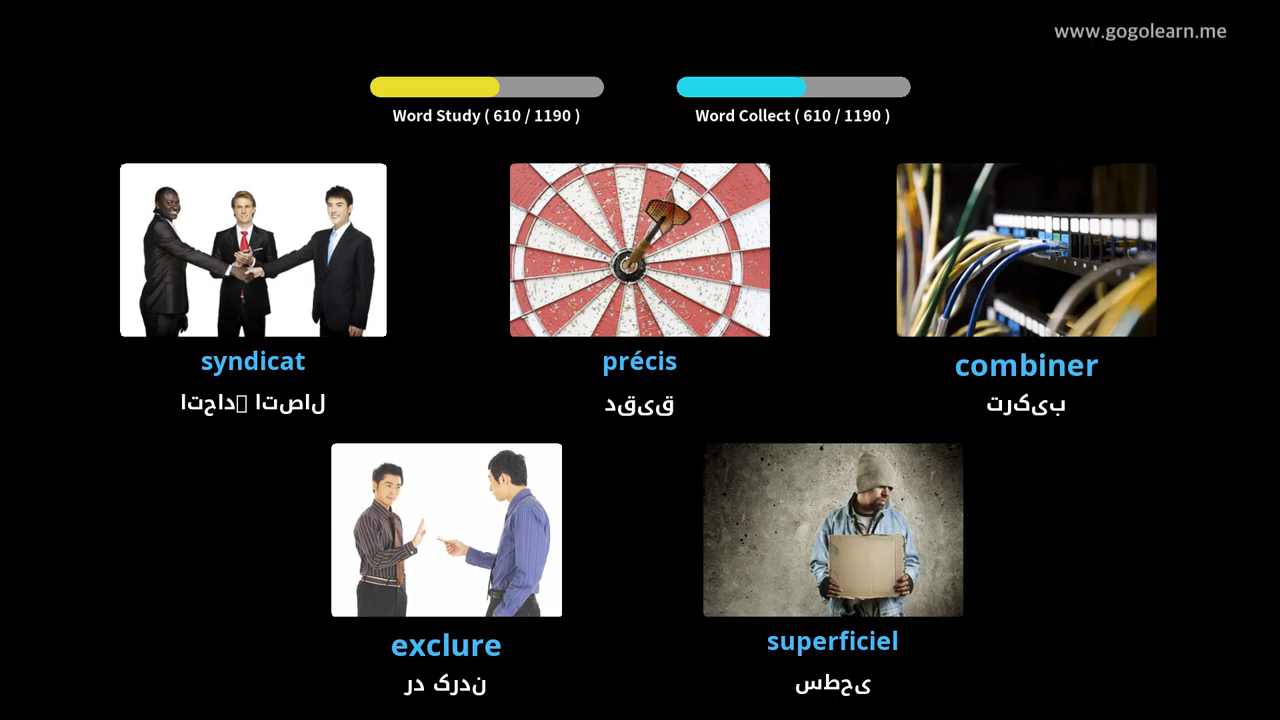 www.gogolearn.me
Word Study ( 610 / 1190 )
Word Collect ( 610 / 1190 )
syndicat
précis
combiner
اتحاد اتصال
دقیق
ترکیب
exclure
superficiel
رد کردن
سطحی